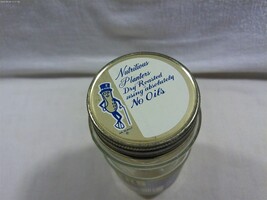 Nutritious
Planters
Dry Roasted
using absolutely
No Oils